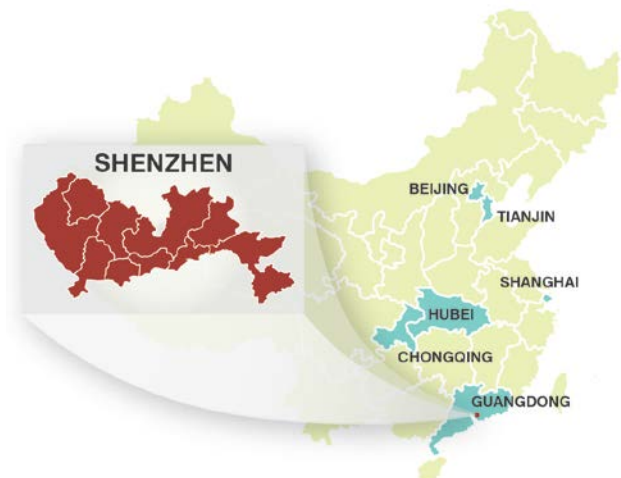 SHENZHEN
BEIJING
TIANJIN
SHANGHAI
HUBEI
CHONGQING
GUANGDONG